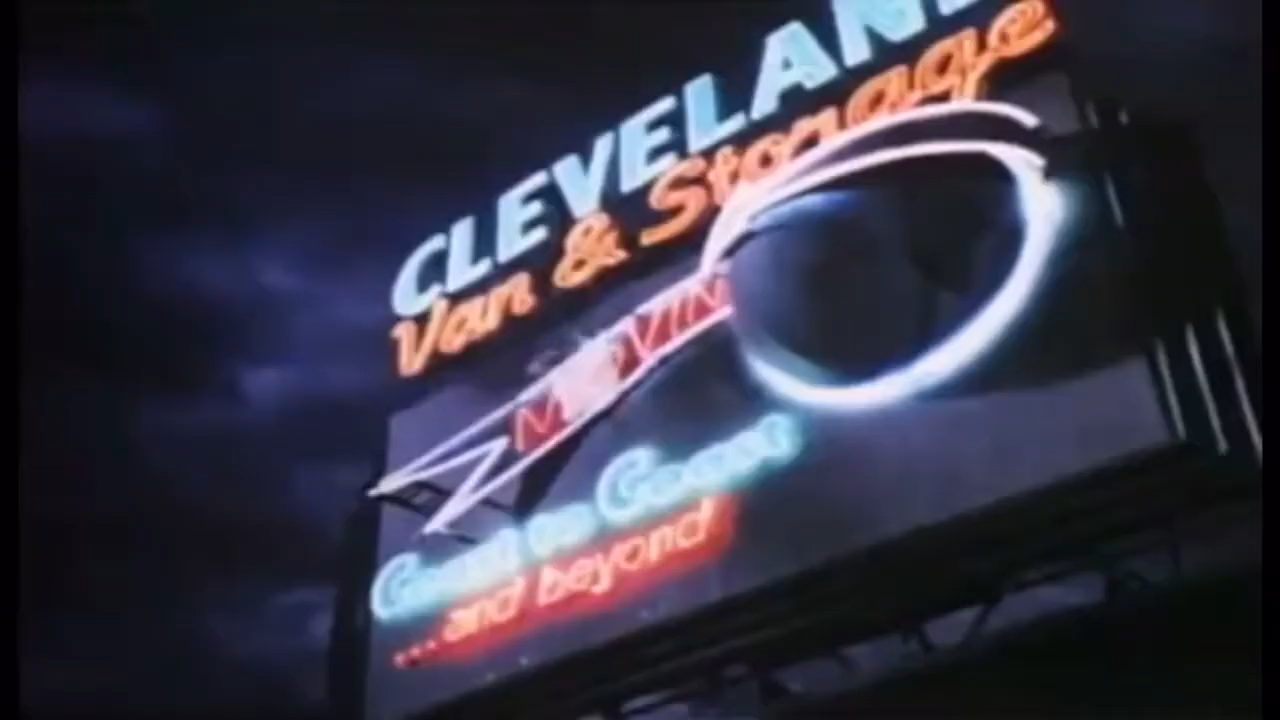 CLEVELAN
Van & Storage
MOVIN
Coast to Coast
...and beyond